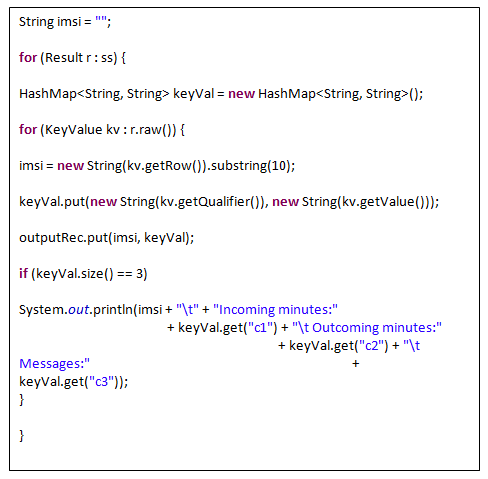 String imsi = "";
for (Result r : ss) {
HashMap<String, String> keyVal = new HashMap<String, String>();
for (KeyValue kv : r.raw()) {
imsi = new String(kv.getRow()).substring(10);
keyVal.put(new String(kv.getQualifier()), new String(kv.getValue()));
outputRec.put(imsi, keyVal);
if (keyVal.size() == 3)
System.out.println(imsi + "\t" + "Incoming minutes:"
+ keyVal.get("c1") + "\t Outcoming minutes:"
+ keyVal.get("c2") + "\t
Messages:" +
keyVal.get("c3"));
}
}